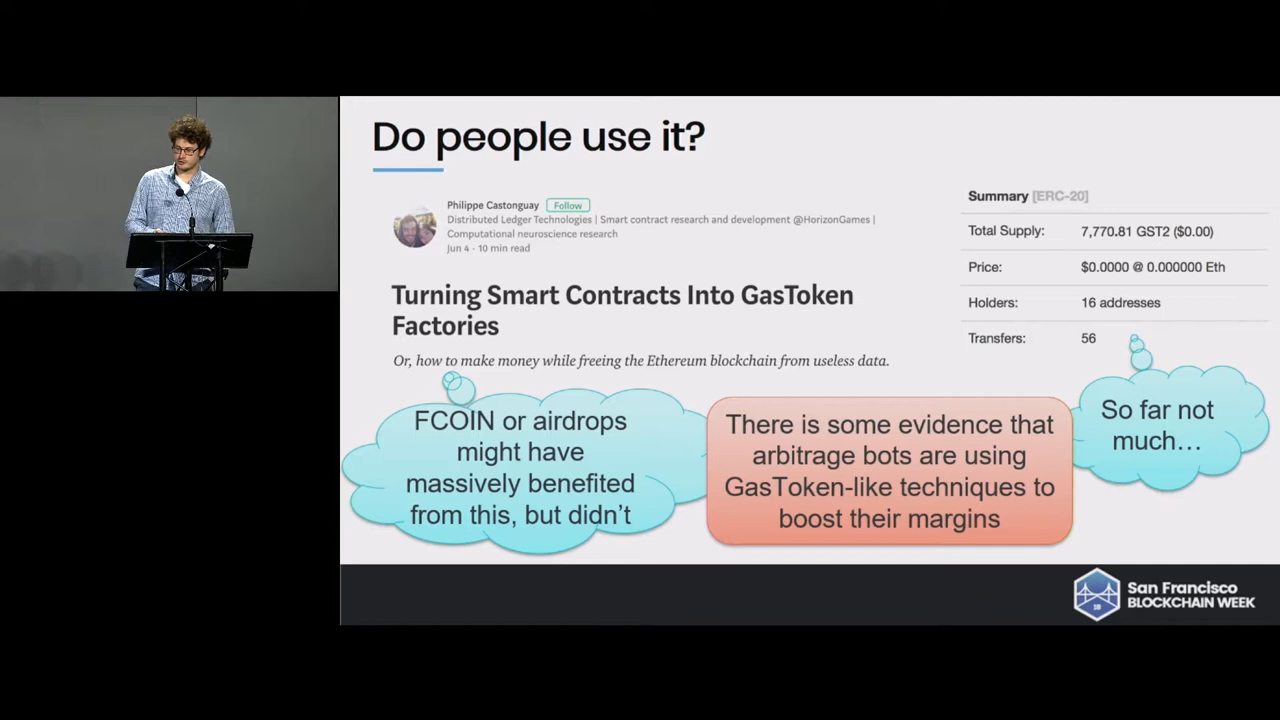 Do people use it?
Philippe Castonguay Follow
Distributed Ledger Technologies | Smart contract research and development @HorizonGames |
Computational neuroscience research
Jun 4 · 10 min read
Turning Smart Contracts Into GasToken
Factories
Or, how to make money while freeing the Ethereum blockchain from useless data.
Summary [ERC-20]
Total Supply: 7,770.81 GST2 ($0.00)
Price: $0.0000 @ 0.000000 Eth
Holders: 16 addresses
Transfers: 56
FCOIN or airdrops
might have
massively benefited
from this, but didn't
There is some evidence that
arbitrage bots are using
GasToken-like techniques to
boost their margins
So far not
much...
San Francisco
BLOCKCHAIN WEEK